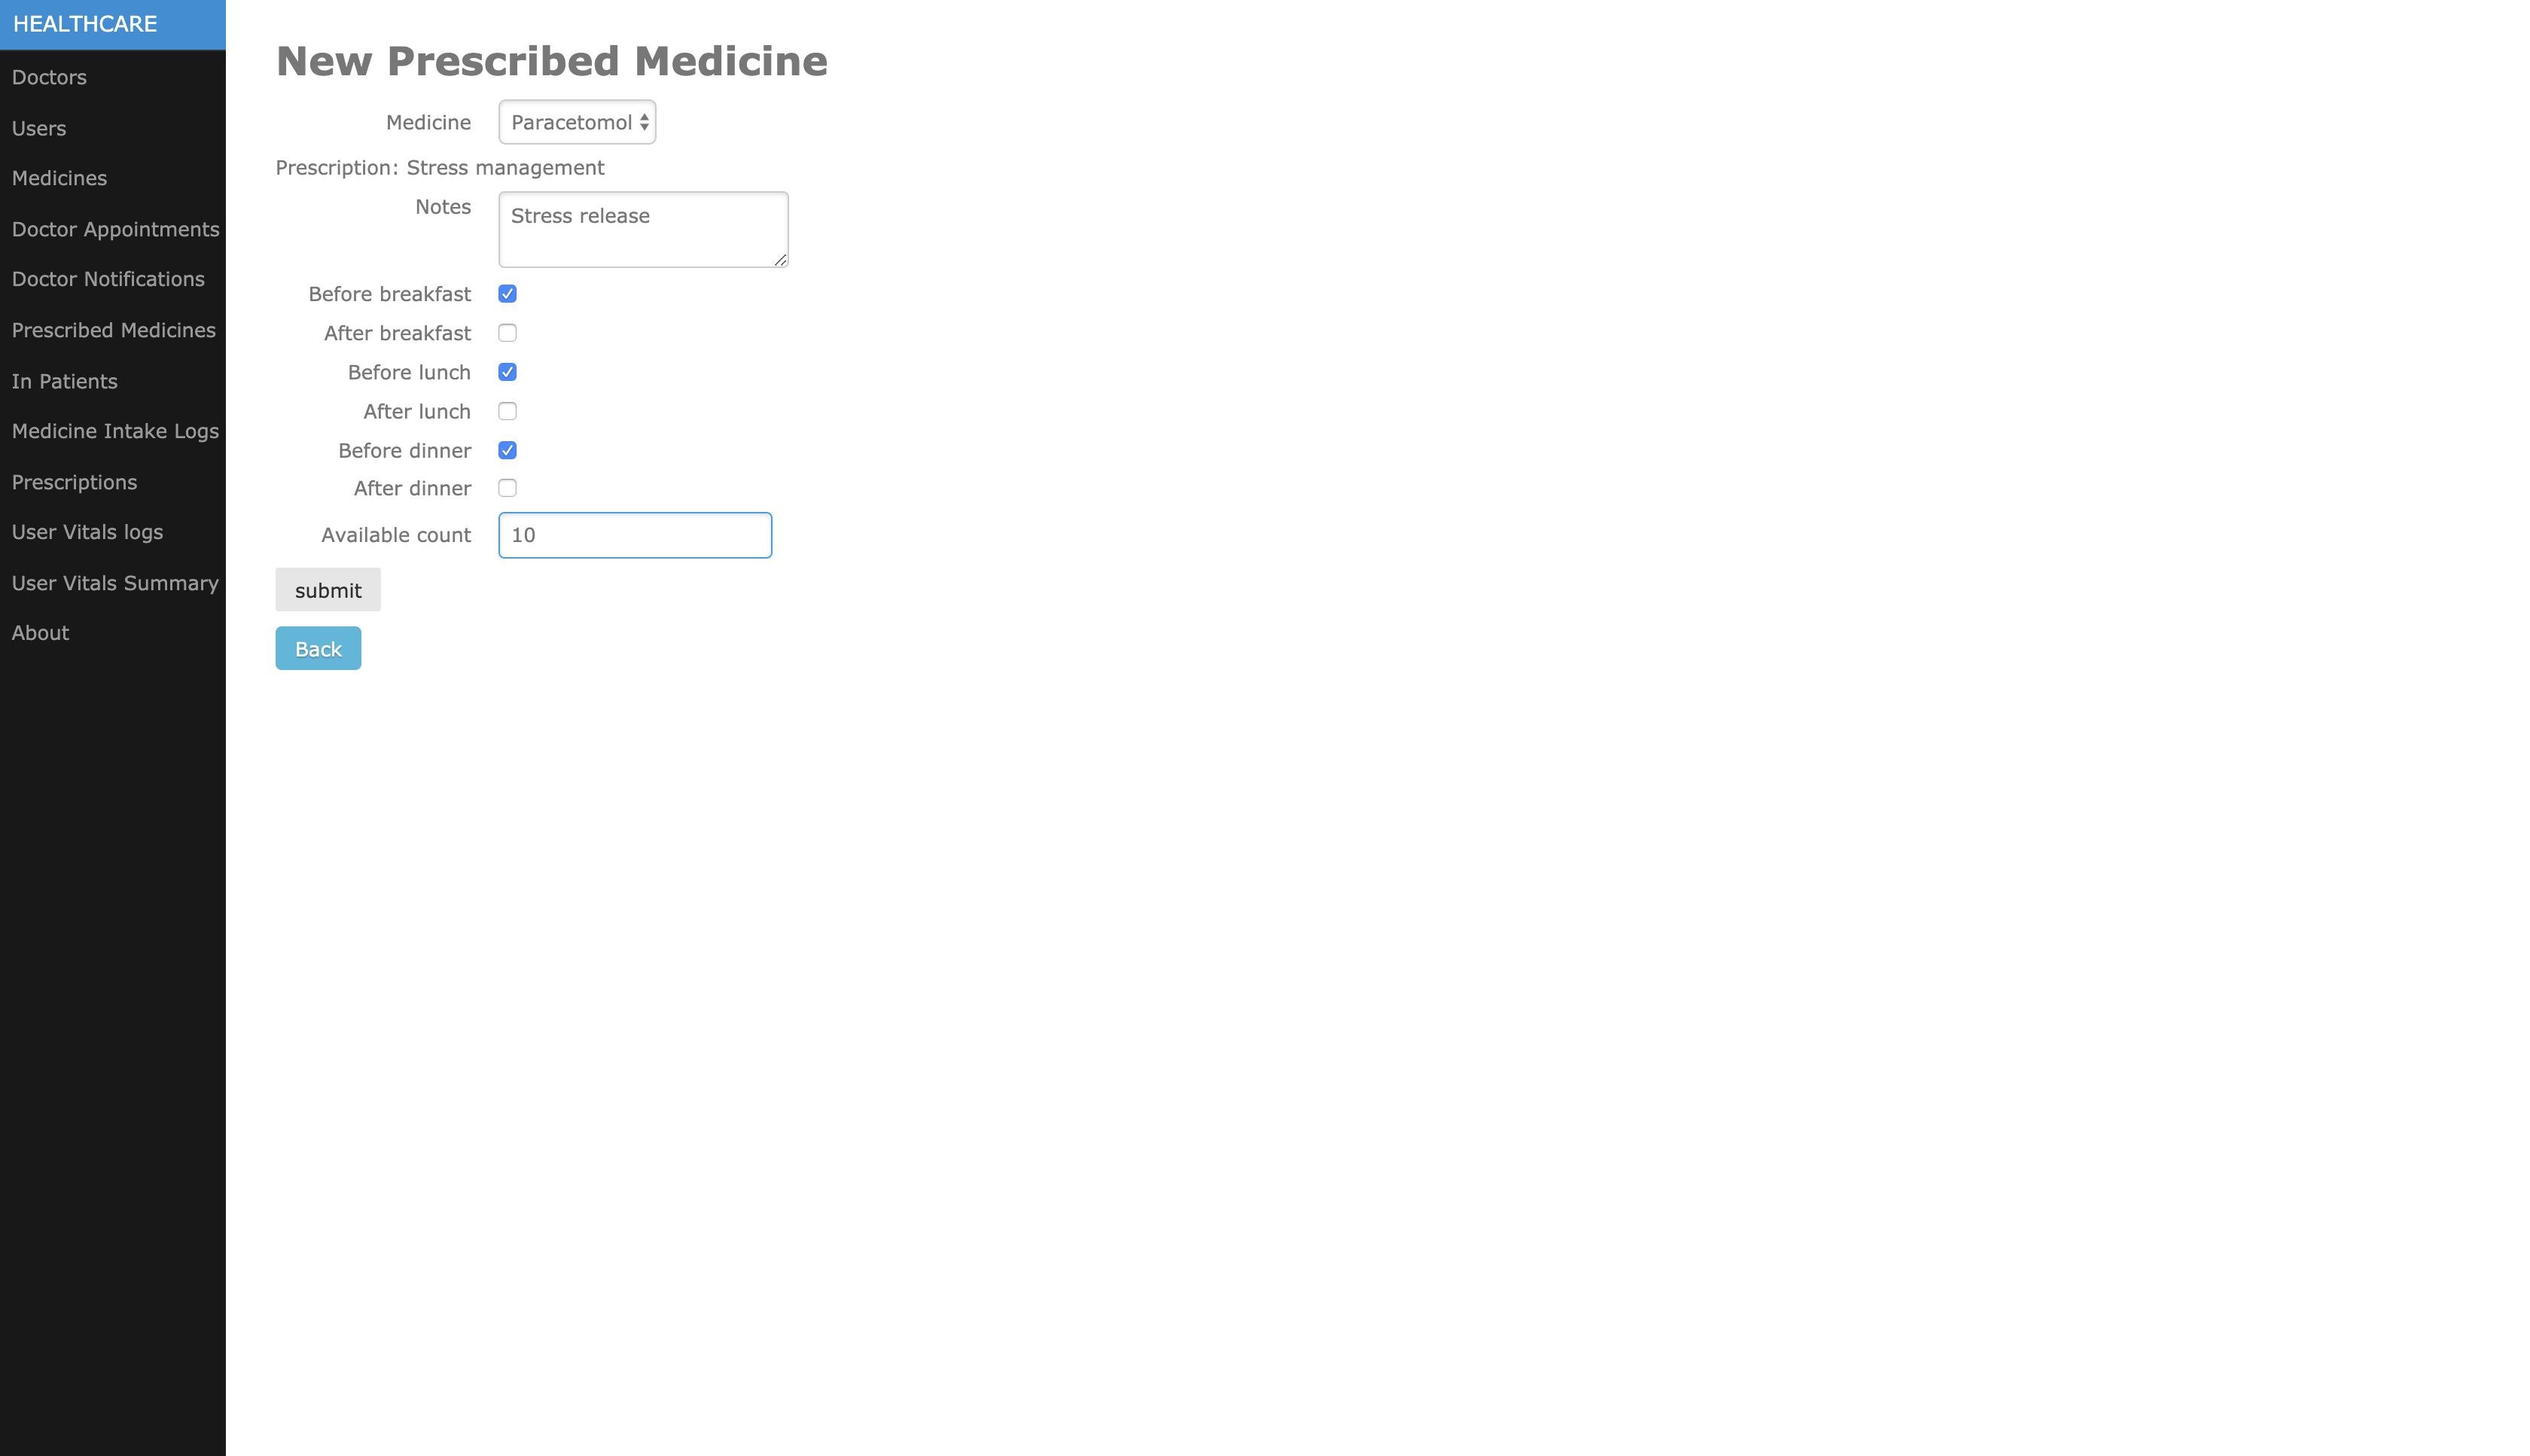 HEALTHCARE
Doctors
Users
Medicines
Doctor Appointments
Doctor Notifications
Prescribed Medicines
In Patients
Medicine Intake Logs
Prescriptions
User Vitals logs
User Vitals Summary
About
New Prescribed Medicine
Medicine Paracetomol
Prescription: Stress management
Notes Stress release
Before breakfast
After breakfast
Before lunch
After lunch
Before dinner
After dinner
Available count 10
submit
Back